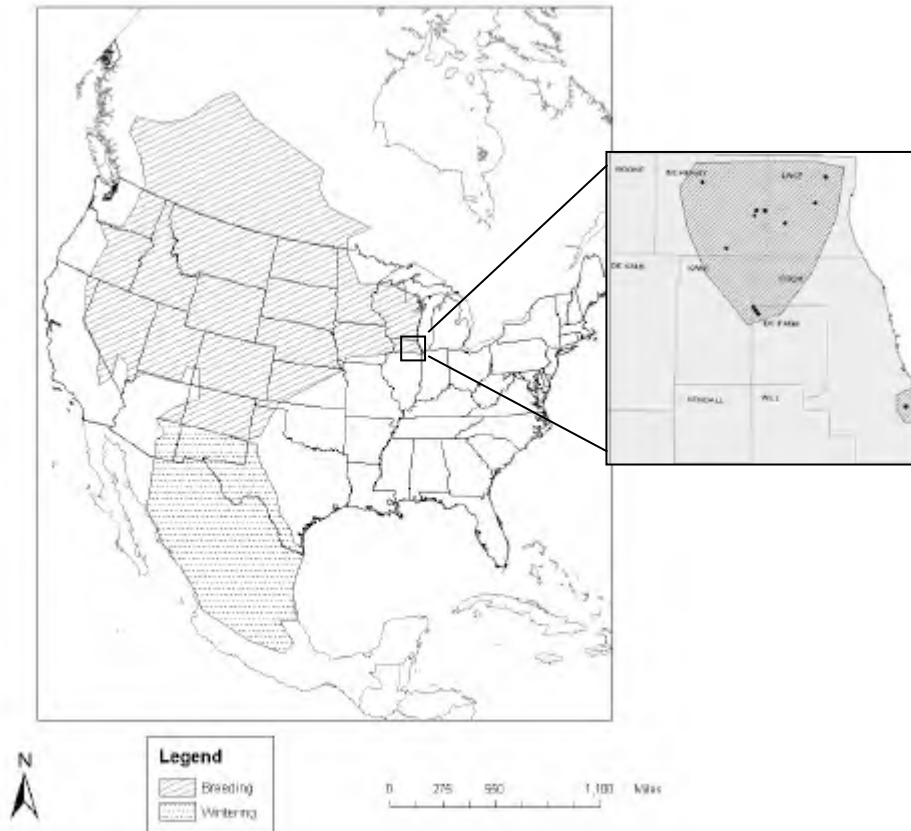 BOONE MCHENRY LAKE
DE KALB KANE COOK
DU PAGE
KENDALL WILL
N
Legend
Breeding
Wintering
0 275 550 1,100 Miles